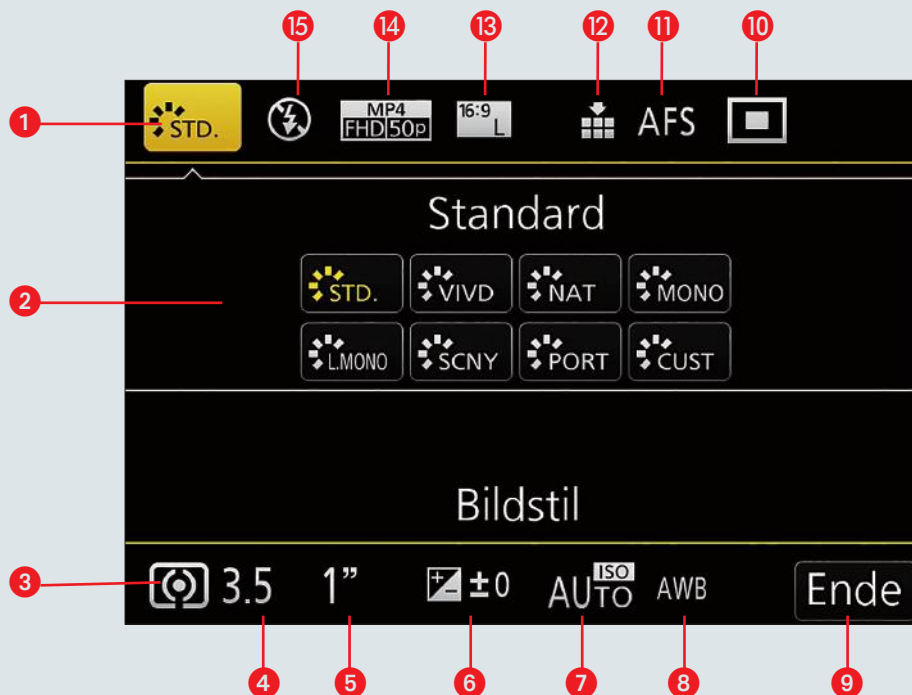 15 14 13 12 11 10
1 STD. MP4 FHD 50p 16:9 L AFS
Standard
2 STD. VIVD NAT MONO
L.MONO SCNY PORT CUST
Bildstil
3 3.5 1” ±0 AUTO ISO AWB Ende
4 5 6 7 8 9